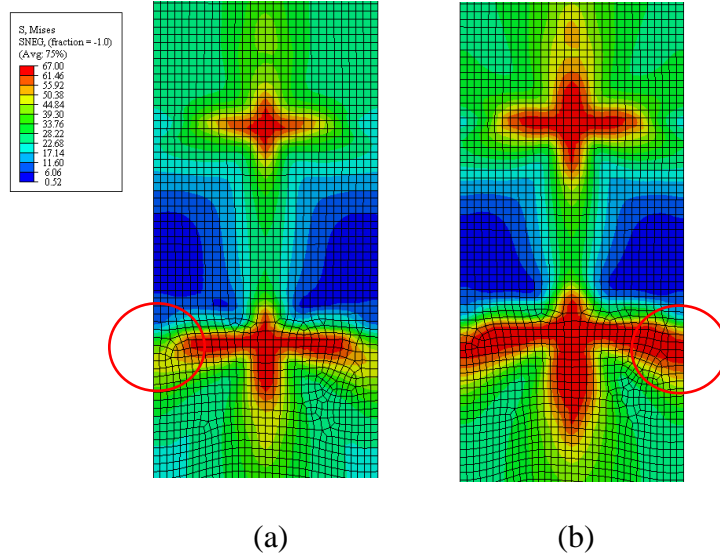 S, Mises
SNEG, (fraction = -1.0)
(Avg: 75%)
67.00
61.46
55.92
50.38
44.84
39.30
33.76
28.22
22.68
17.14
11.60
6.06
0.52
(a)
(b)